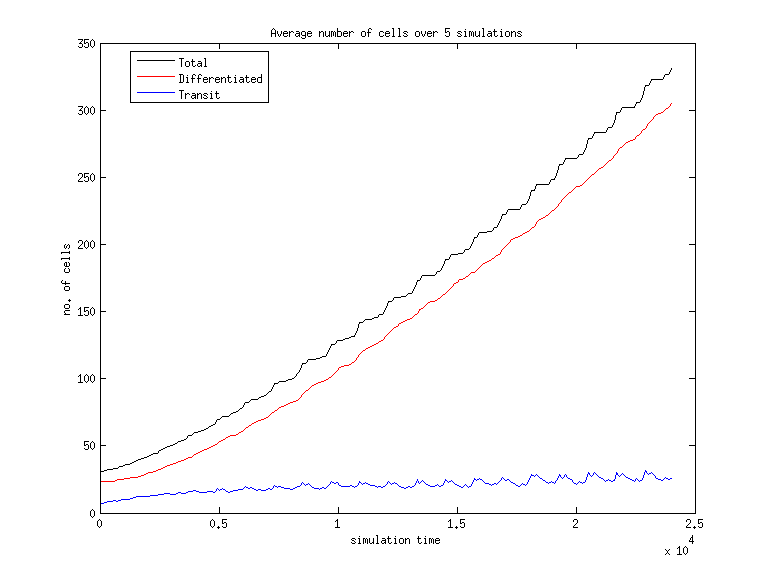 Average number of cells over 5 simulations
350
300
250
200
150
100
50
0
no. of cells
Total
Differentiated
Transit
0 0.5 1 1.5 2 2.5
simulation time
x 10 4